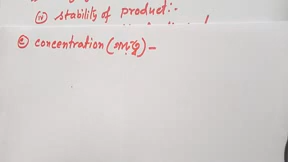 (iv) stability of product:-
(c) concentration ( ) -